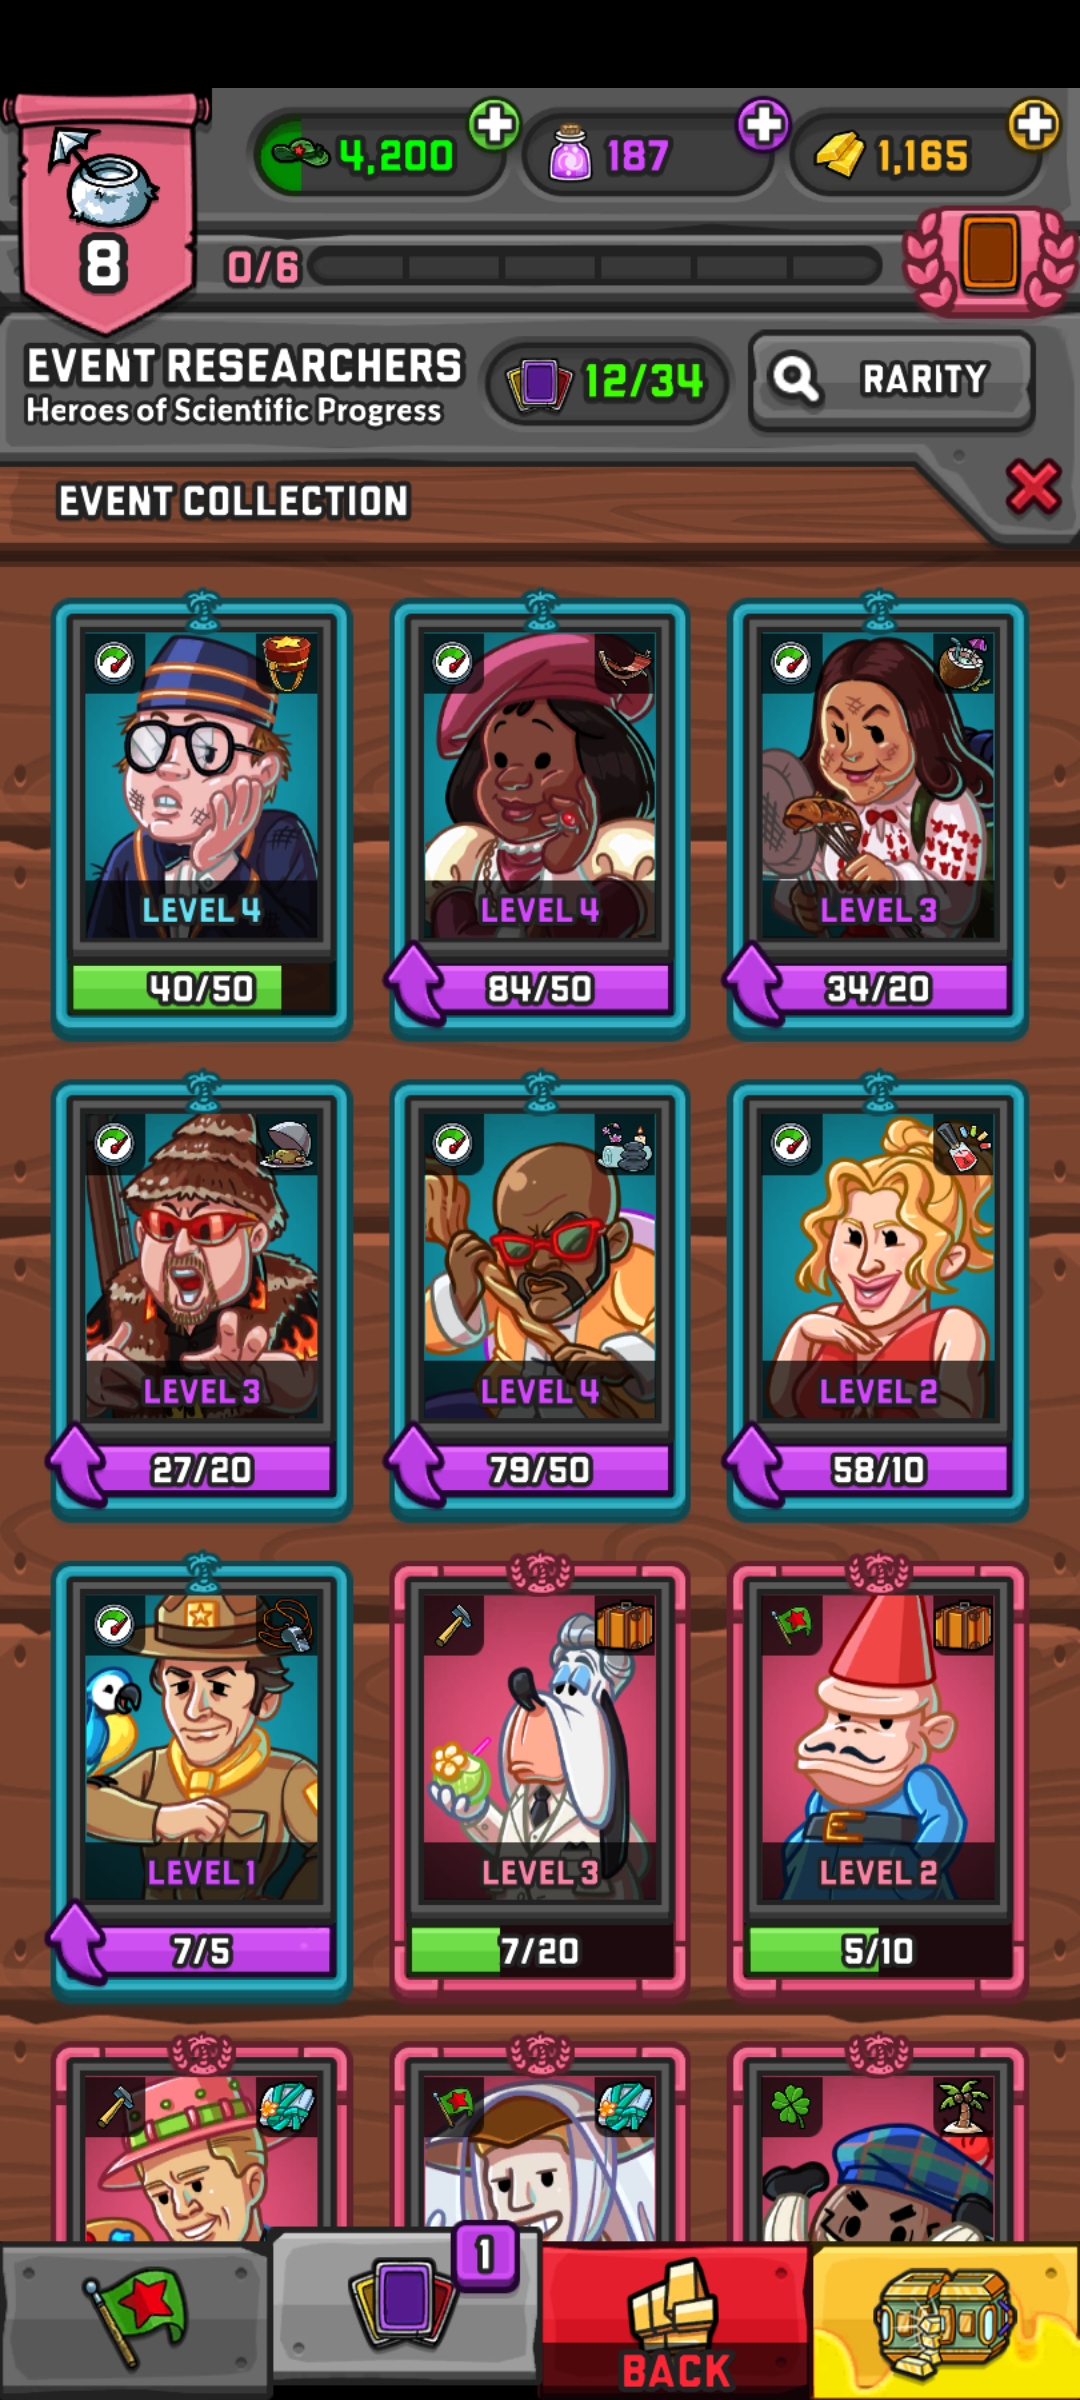 4,200
187
1,165
8
0/6
EVENT RESEARCHERS
Heroes of Scientific Progress
12/34
RARITY
EVENT COLLECTION
LEVEL 4
LEVEL 4
LEVEL 3
40/50
84/50
34/20
LEVEL 3
LEVEL 4
LEVEL 2
27/20
79/50
58/10
LEVEL 1
LEVEL 3
LEVEL 2
7/5
7/20
5/10
1
BACK